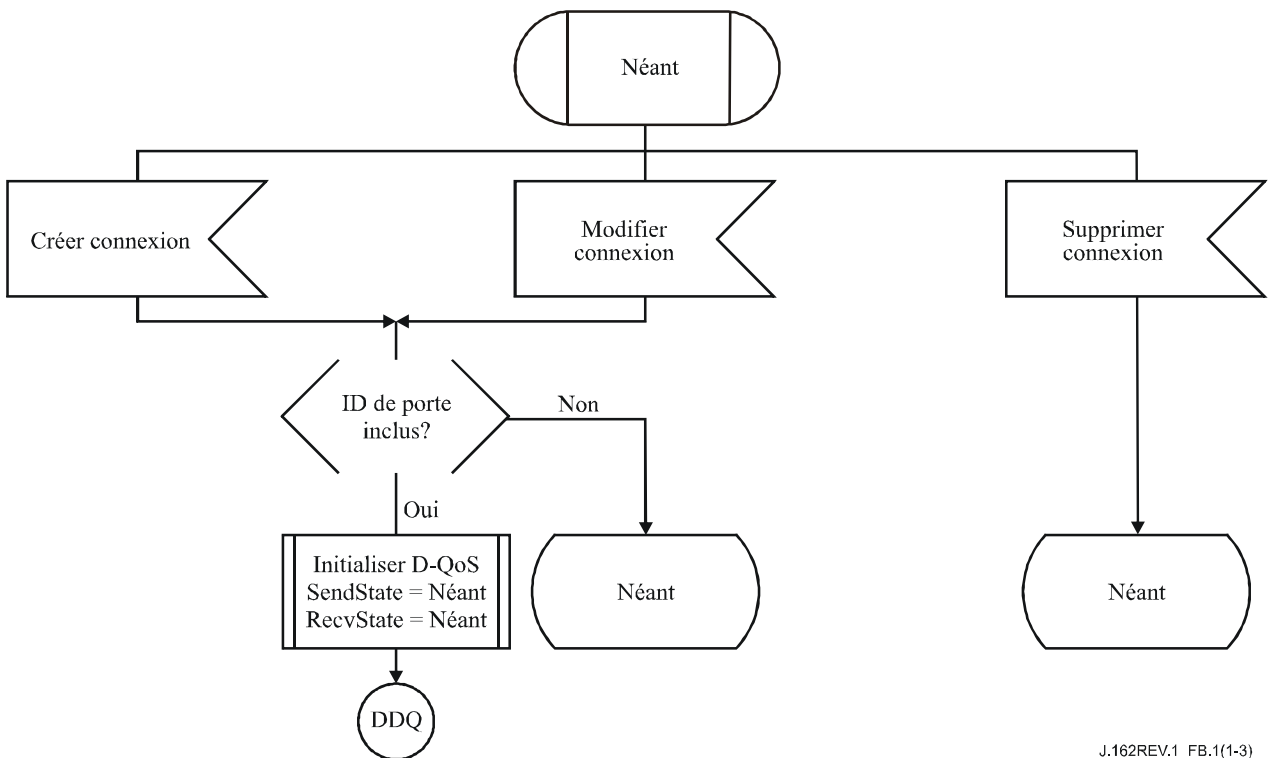 Néant
Créer connexion
Modifier
connexion
Supprimer
connexion
ID de porte
inclus?
Non
Oui
Initialiser D-QoS
SendState = Néant
RecvState = Néant
Néant
Néant
DDQ
J.162REV.1 FB.1(1-3)